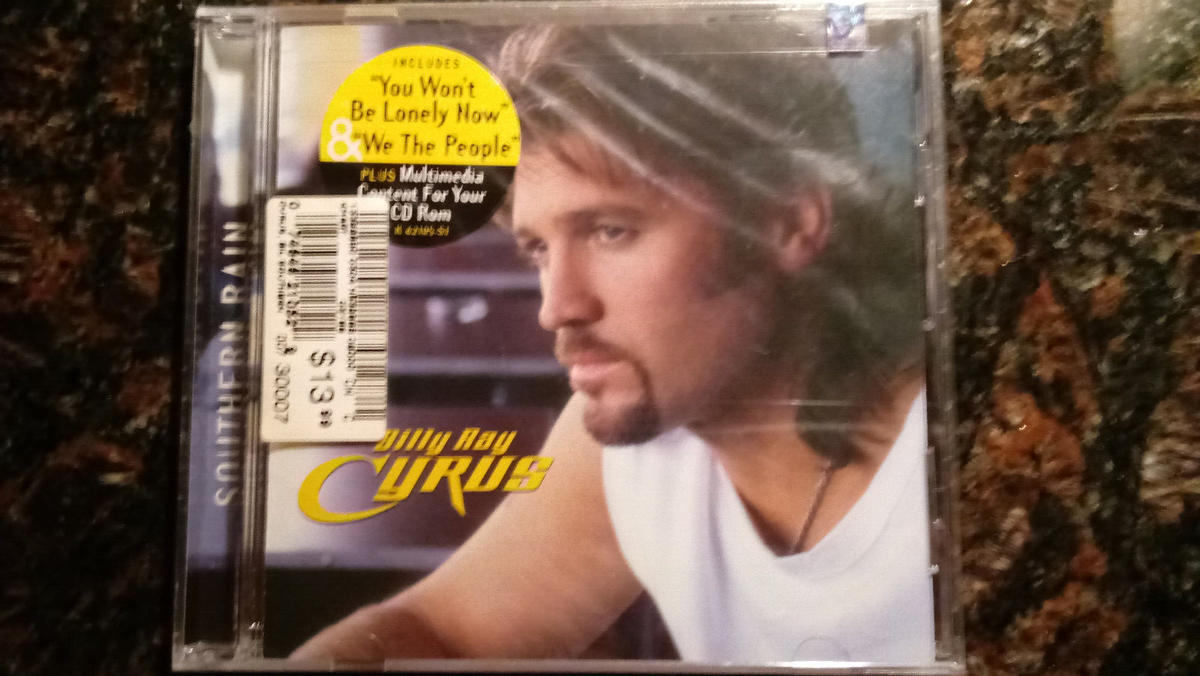 INCLUDES
"You Won't
Be Lonely Now"
& "We The People"
PLUS Multimedia
Content For Your
CD Rom
SOUTHERN RAIN
$13.99
30007
Billy Ray
CYRUS